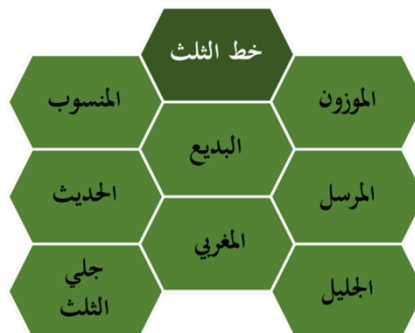 خط الثلث
الموزون
المنسوب
البديع
المرسل
الحديث
المغربي
الجليل
جلي
الثلث